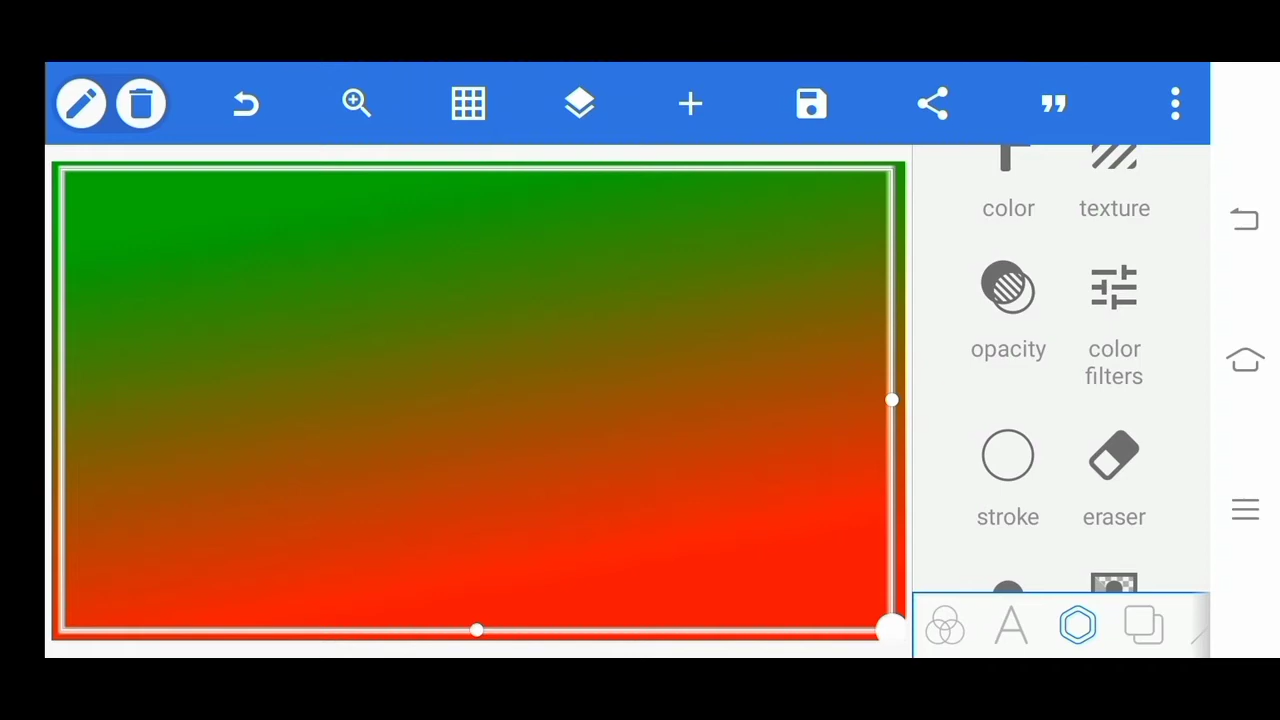 color
texture
opacity
color
filters
stroke
eraser